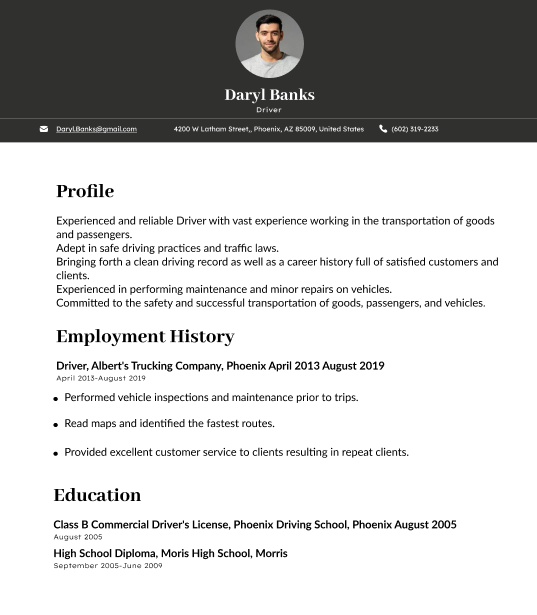 Daryl Banks
Driver
Daryl.Banks@gmail.com 4200 W Latham Street,, Phoenix, AZ 85009, United States (602) 319-2233
Profile
Experienced and reliable Driver with vast experience working in the transportation of goods
and passengers.
Adept in safe driving practices and traffic laws.
Bringing forth a clean driving record as well as a career history full of satisfied customers and
clients.
Experienced in performing maintenance and minor repairs on vehicles.
Committed to the safety and successful transportation of goods, passengers, and vehicles.
Employment History
Driver, Albert's Trucking Company, Phoenix April 2013 August 2019
April 2013-August 2019
• Performed vehicle inspections and maintenance prior to trips.
• Read maps and identified the fastest routes.
• Provided excellent customer service to clients resulting in repeat clients.
Education
Class B Commercial Driver's License, Phoenix Driving School, Phoenix August 2005
August 2005
High School Diploma, Moris High School, Morris
September 2005-June 2009